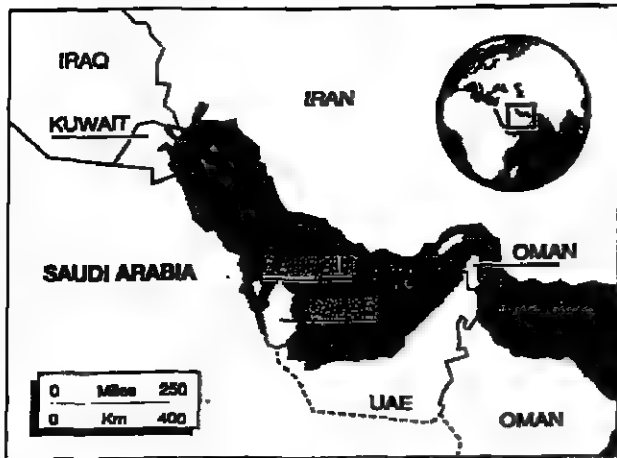 IRAQ
IRAN
KUWAIT
OMAN
SAUDI ARABIA
0 Miles 250
0 Km 400
UAE
OMAN